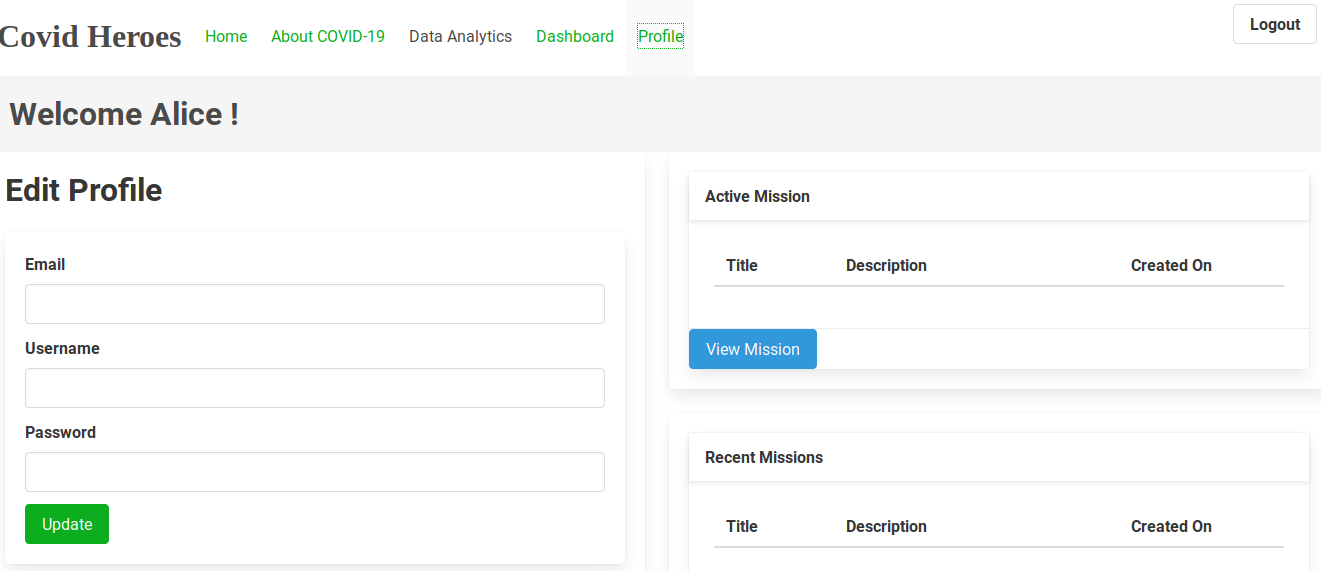 Covid Heroes Home About COVID-19 Data Analytics Dashboard Profile Logout
Welcome Alice !
Edit Profile
Email
Username
Password
Update
Active Mission
Title Description Created On
View Mission
Recent Missions
Title Description Created On